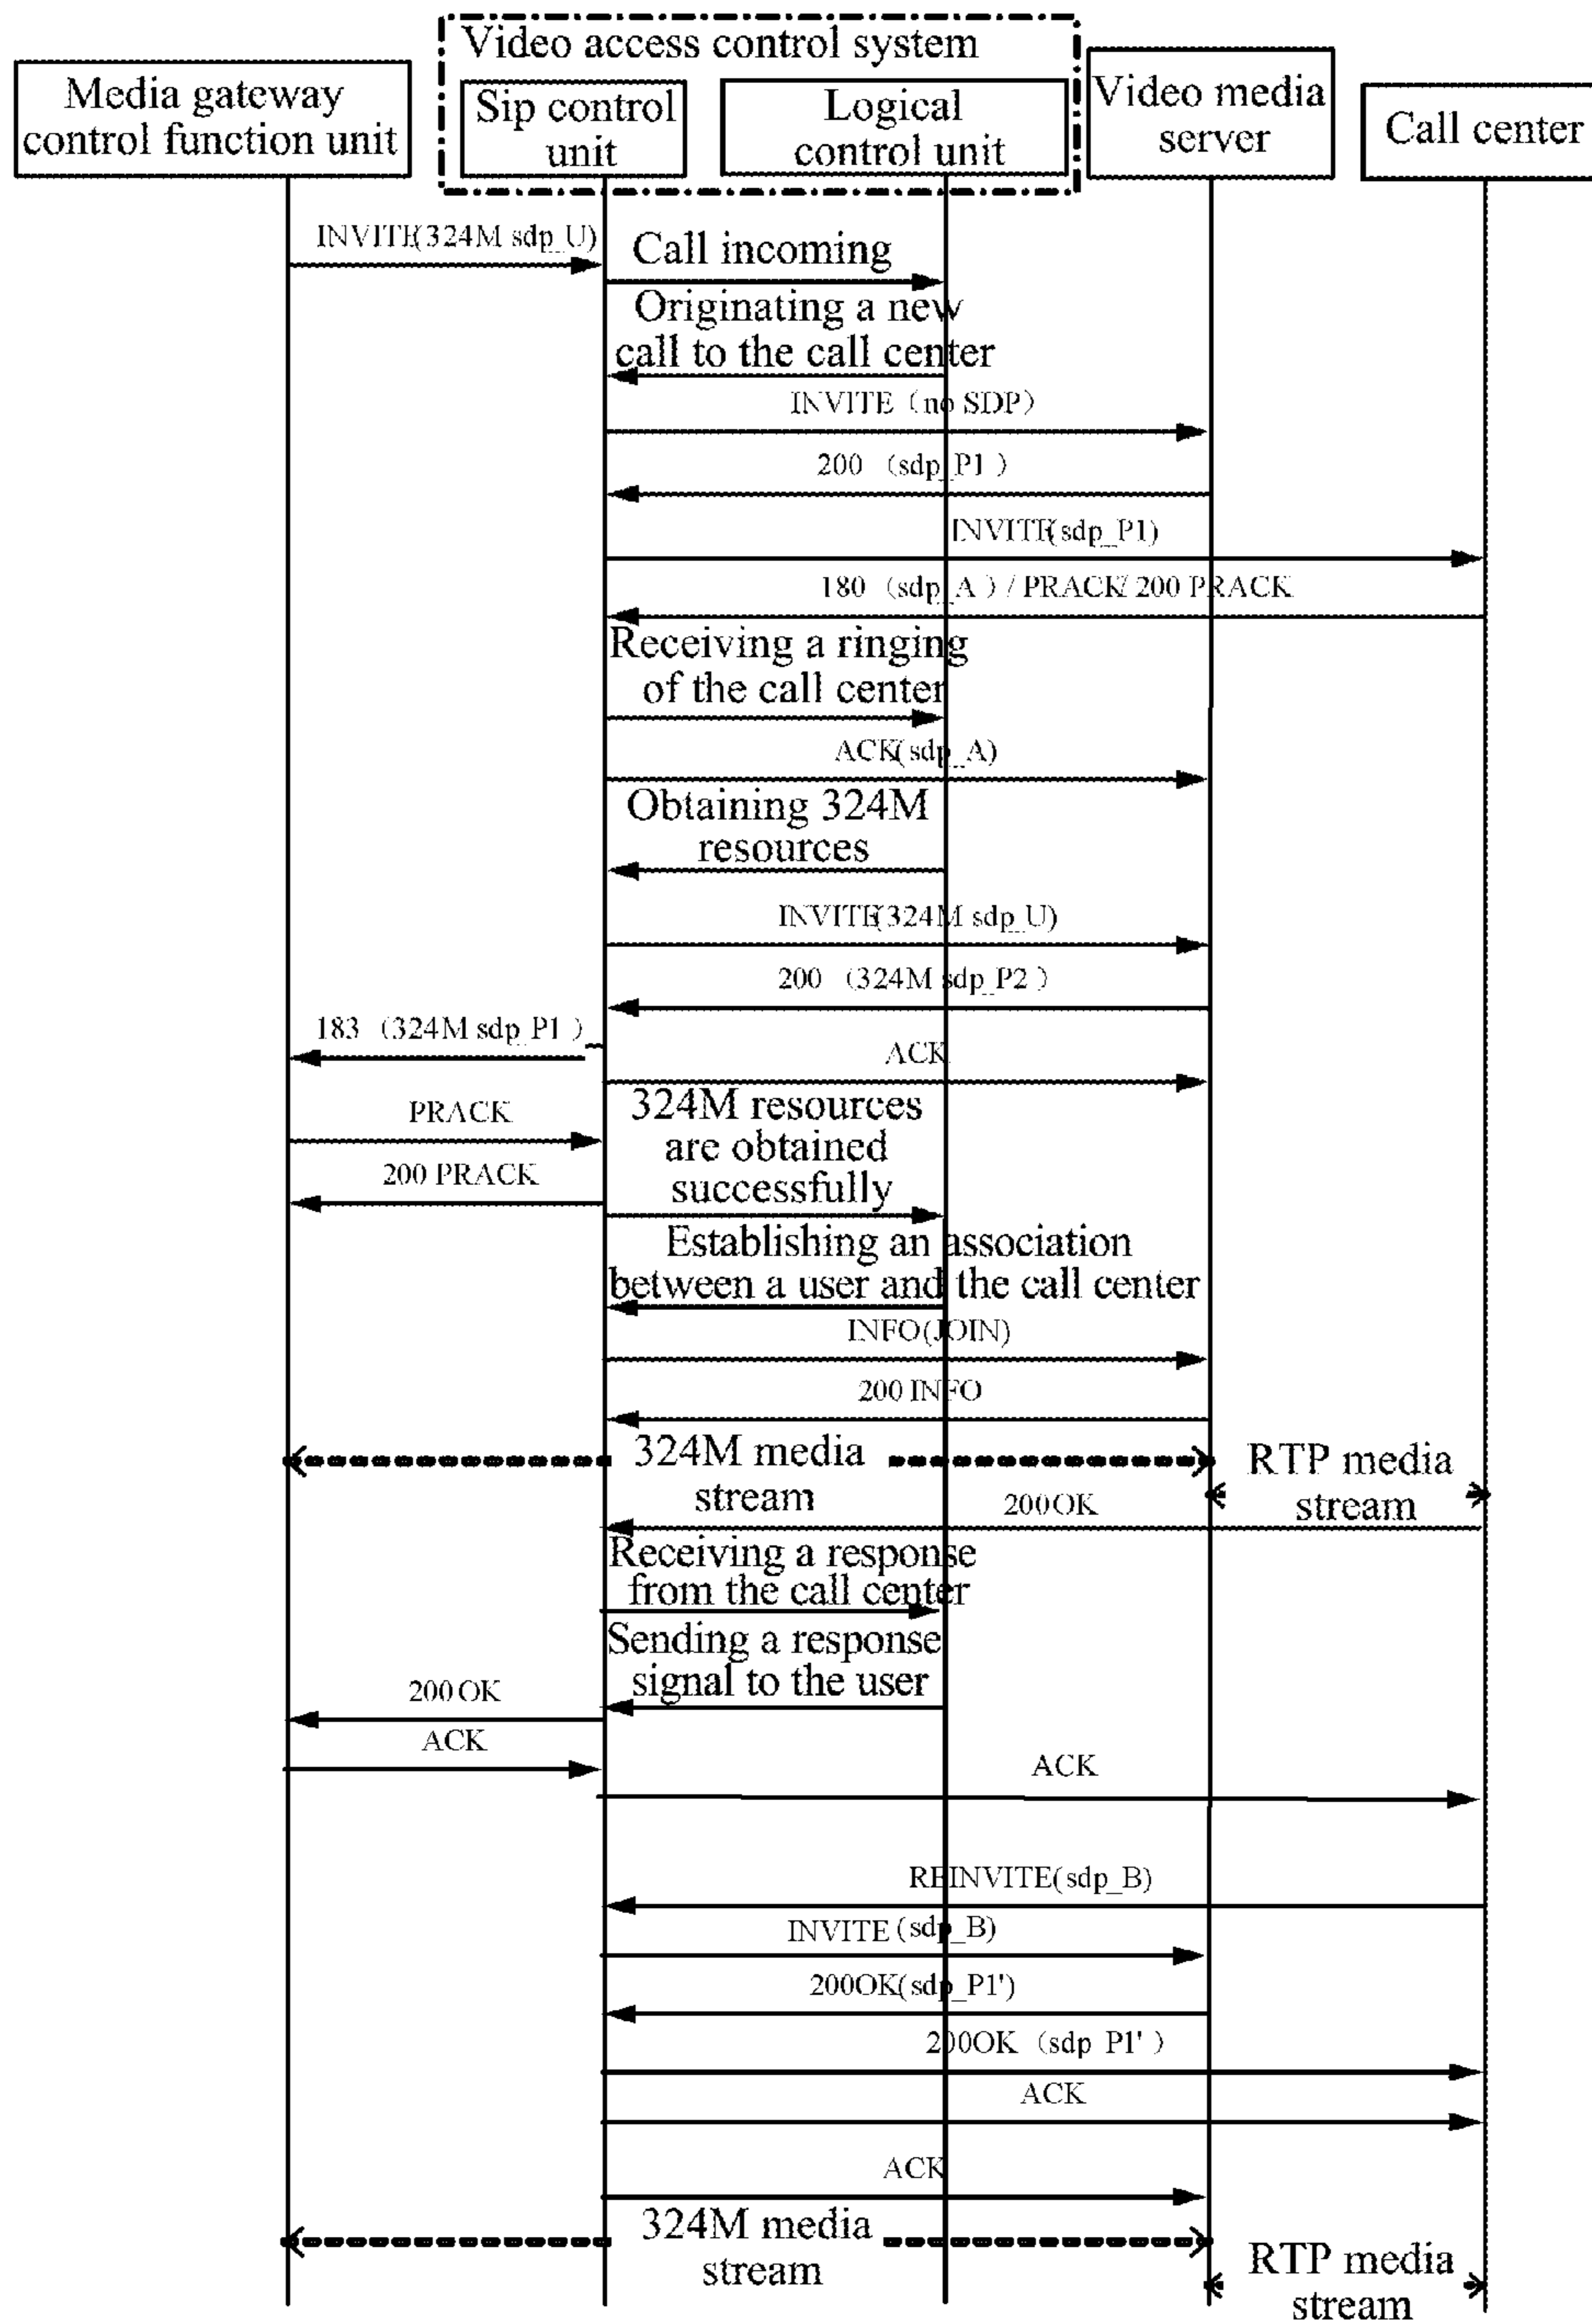 Video access control system
Media gateway
control function unit
Sip control
unit
Logical
control unit
Video media
server
Call center
INVITE(324M sdp_U)
Call incoming
Originating a new
call to the call center
INVITE (no SDP)
200 (sdp_P1)
INVITE(sdp_P1)
180 (sdp_A) / PRACK/ 200 PRACK
Receiving a ringing
of the call center
ACK(sdp_A)
Obtaining 324M
resources
INVITE(324M sdp_U)
200 (324M sdp_P2)
183 (324M sdp_P1)
ACK
PRACK
324M resources
are obtained
successfully
200 PRACK
Establishing an association
between a user and the call center
INFO(JOIN)
200 INFO
324M media
stream
RTP media
stream
200OK
Receiving a response
from the call center
Sending a response
signal to the user
200 OK
ACK
ACK
REINVITE(sdp_B)
INVITE (sdp_B)
200OK(sdp_P1')
200OK (sdp P1')
ACK
ACK
324M media
stream
RTP media
stream